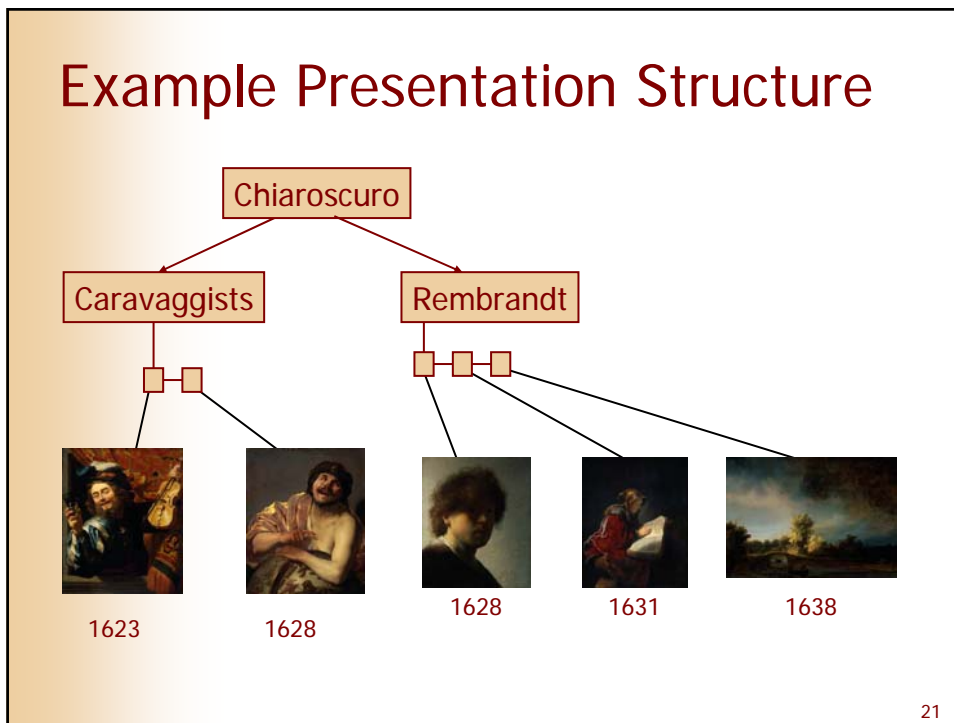 Example Presentation Structure
Chiaroscuro
Caravaggists
Rembrandt
1623
1628
1628
1631
1638
21